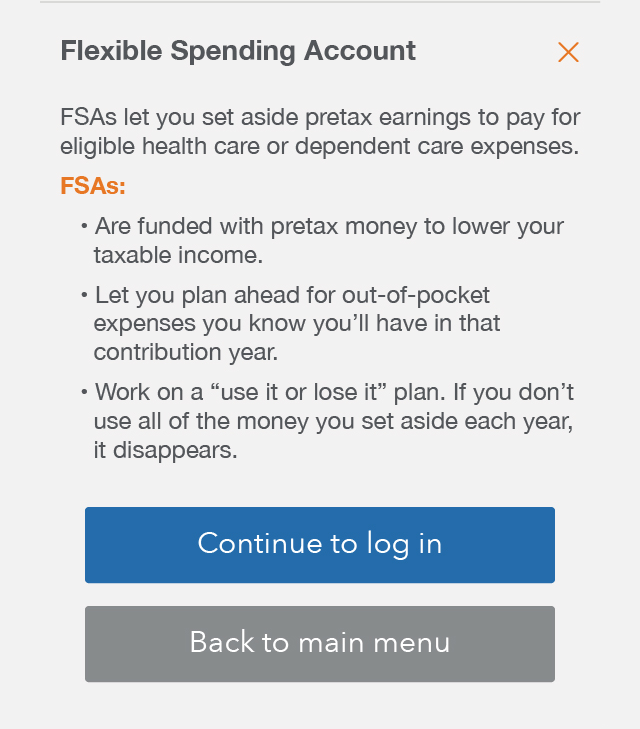 Flexible Spending Account
FSAs let you set aside pretax earnings to pay for
eligible health care or dependent care expenses.
FSAs:
• Are funded with pretax money to lower your
taxable income.
• Let you plan ahead for out-of-pocket
expenses you know you’ll have in that
contribution year.
• Work on a “use it or lose it” plan. If you don’t
use all of the money you set aside each year,
it disappears.
Continue to log in
Back to main menu